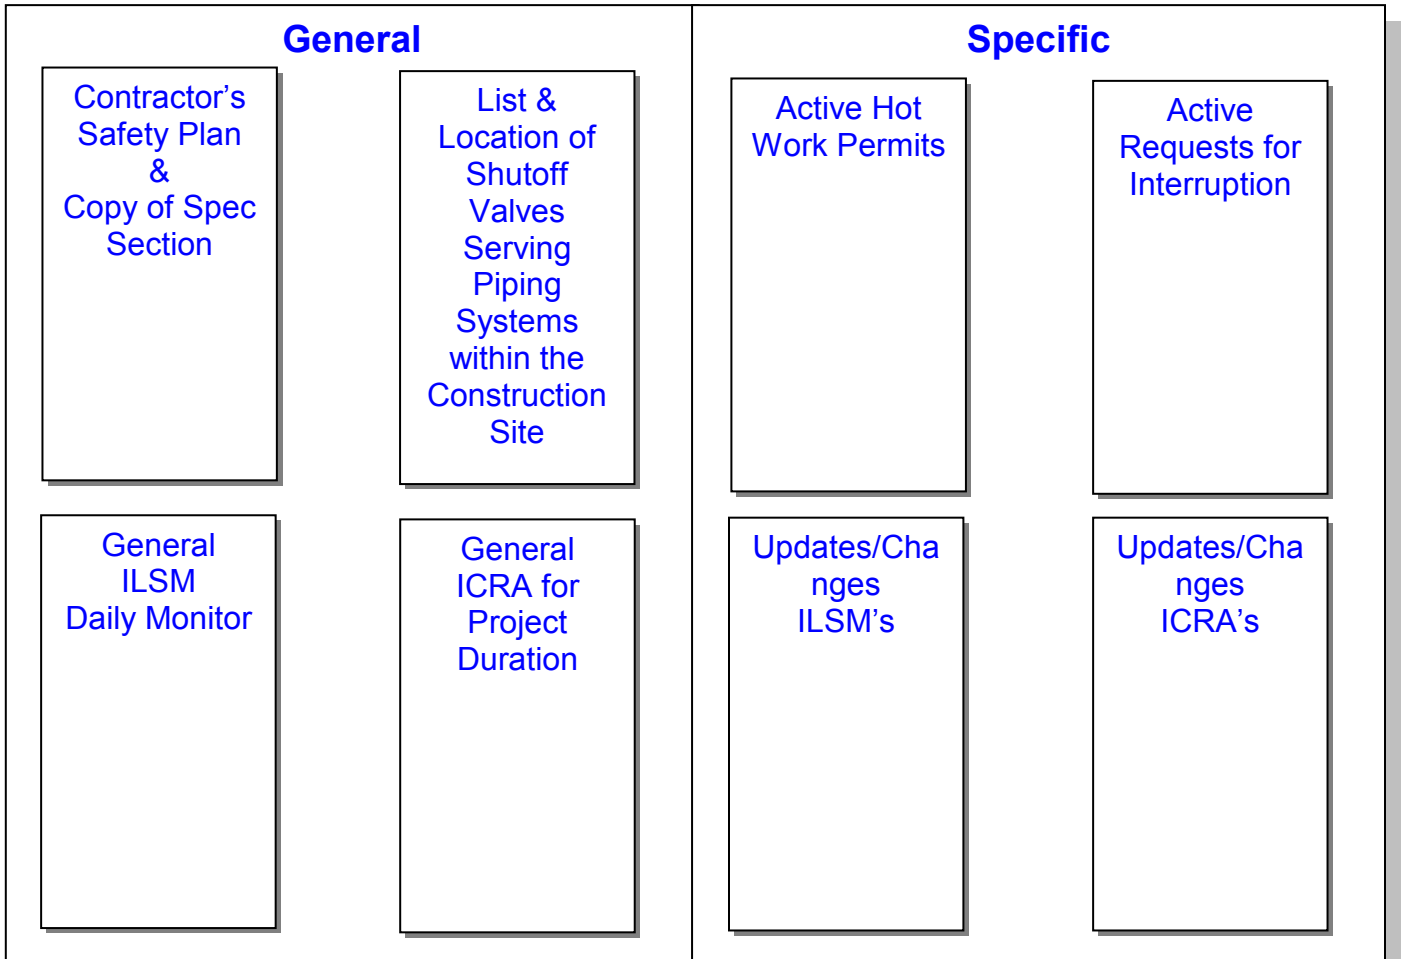 General
Contractor's
Safety Plan
&
Copy of Spec
Section
List &
Location of
Shutoff
Valves
Serving
Piping
Systems
within the
Construction
Site
General
ILSM
Daily Monitor
General
ICRA for
Project
Duration
Specific
Active Hot
Work Permits
Active
Requests for
Interruption
Updates/Cha
nges
ILSM's
Updates/Cha
nges
ICRA's